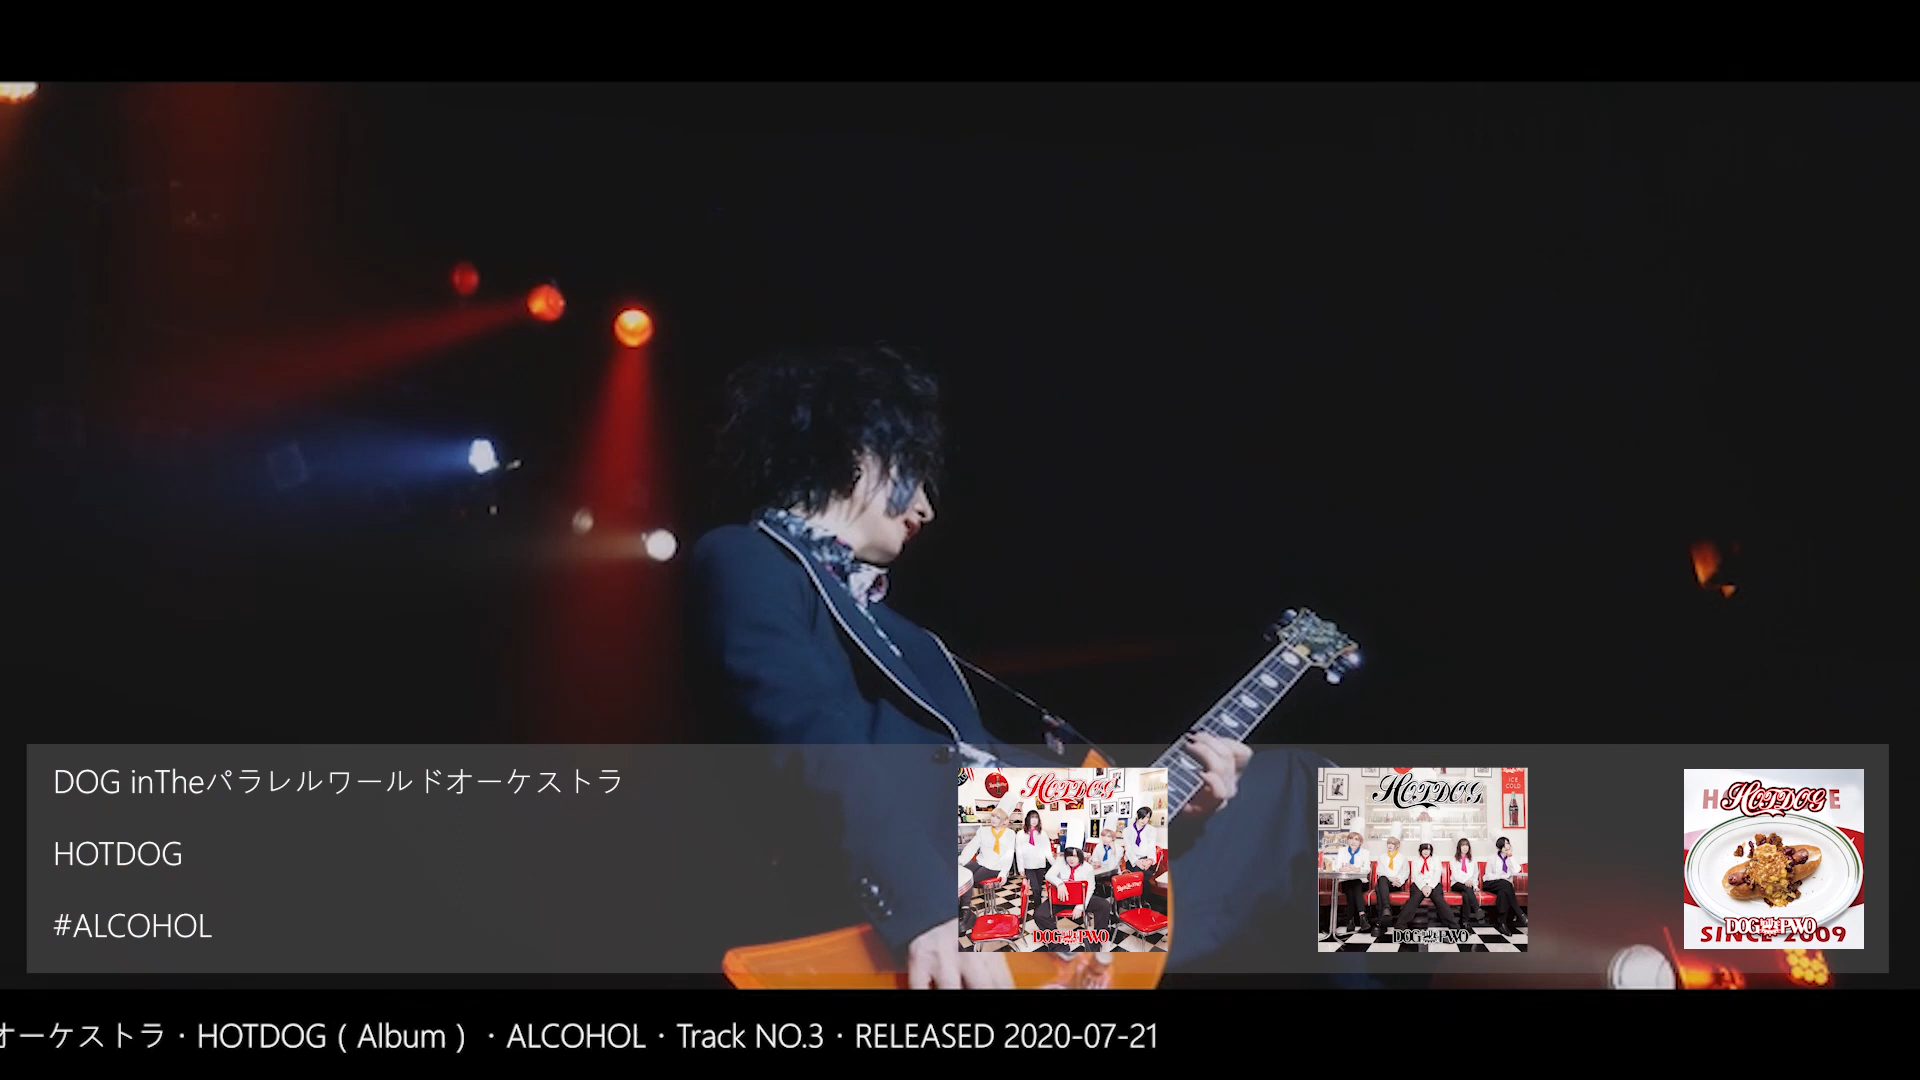 DOG inTheパラレルワールドオーケストラ
HOTDOG
#ALCOHOL
HOTDOG
DOG PWO
HOTDOG
ICE
COLD
DOG PWO
HOTDOG
DOG PWO
SINCE 2009
オーケストラ・HOTDOG ( Album ) ・ALCOHOL・Track NO.3・RELEASED 2020-07-21